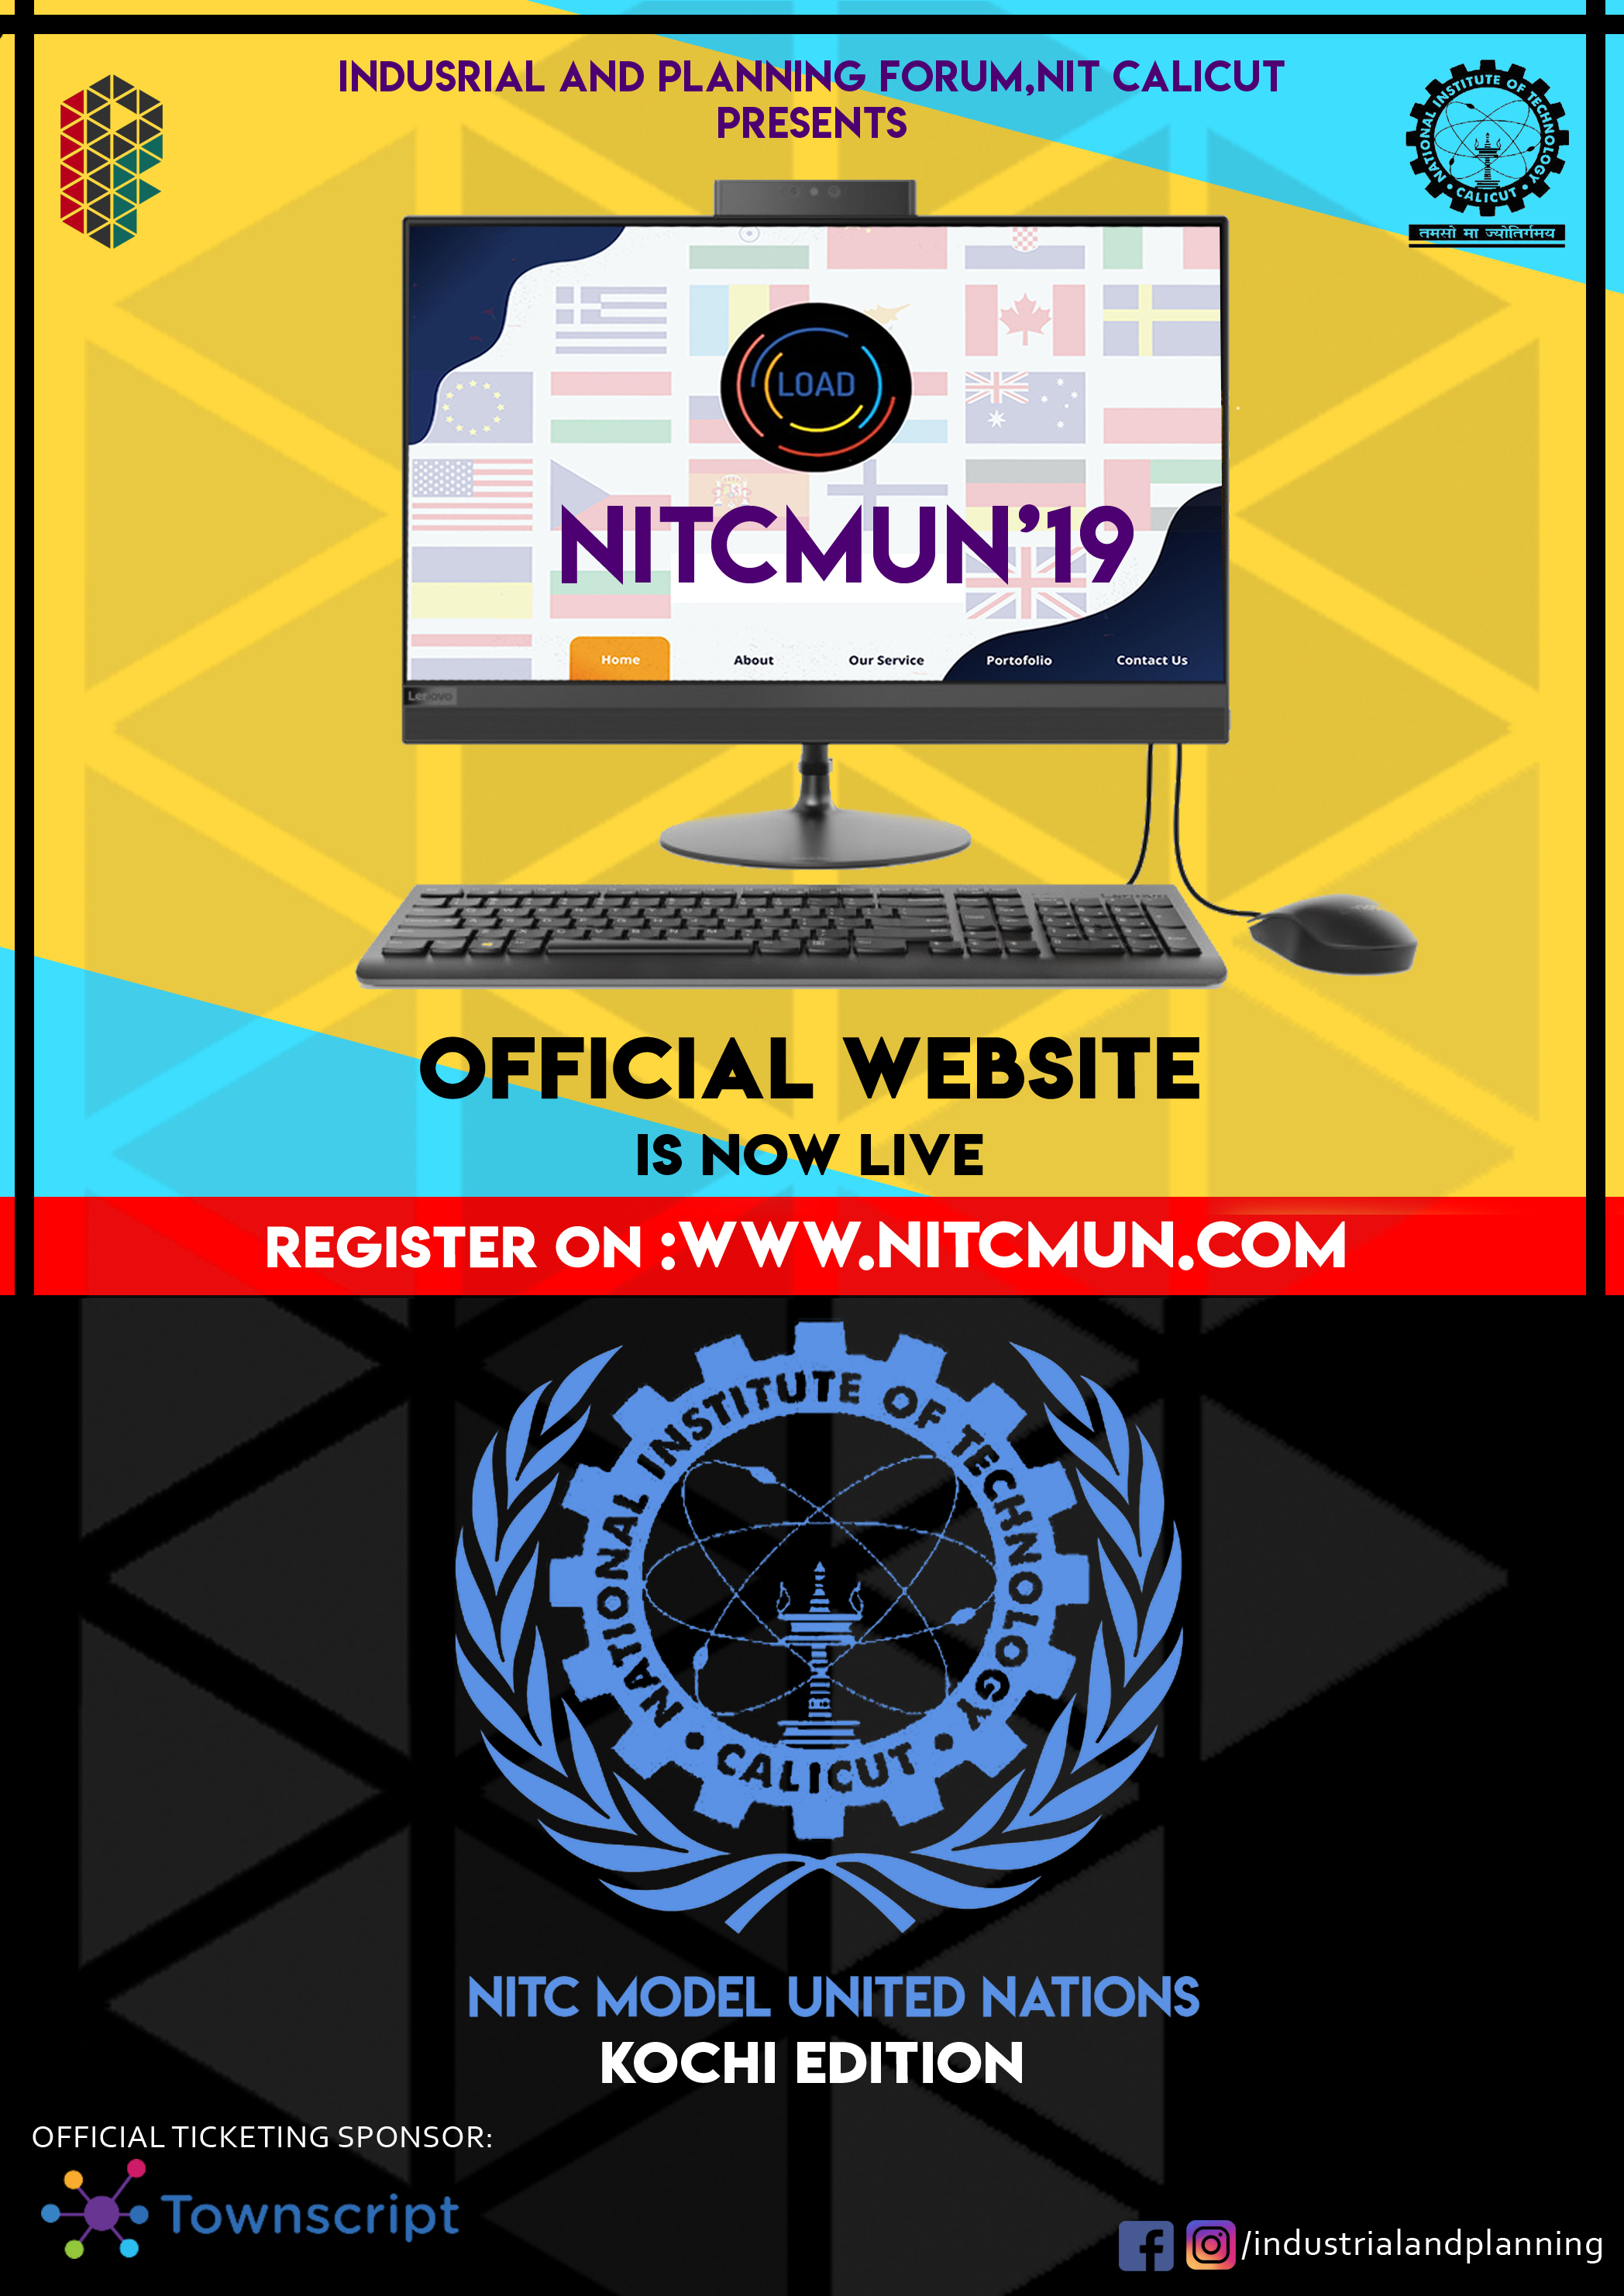 INDUSRIAL AND PLANNING FORUM,NIT CALICUT
PRESENTS
NATIONAL INSTITUTE OF TECHNOLOGY
• CALICUT •
तमसो मा ज्योतिर्गमय
LOAD
NITCMUN’19
Home About Our Service Portofolio Contact Us
Lenovo
OFFICIAL WEBSITE
IS NOW LIVE
REGISTER ON :WWW.NITCMUN.COM
NATIONAL INSTITUTE OF TECHNOLOGY
• CALICUT •
NITC MODEL UNITED NATIONS
KOCHI EDITION
OFFICIAL TICKETING SPONSOR:
Townscript
/industrialandplanning